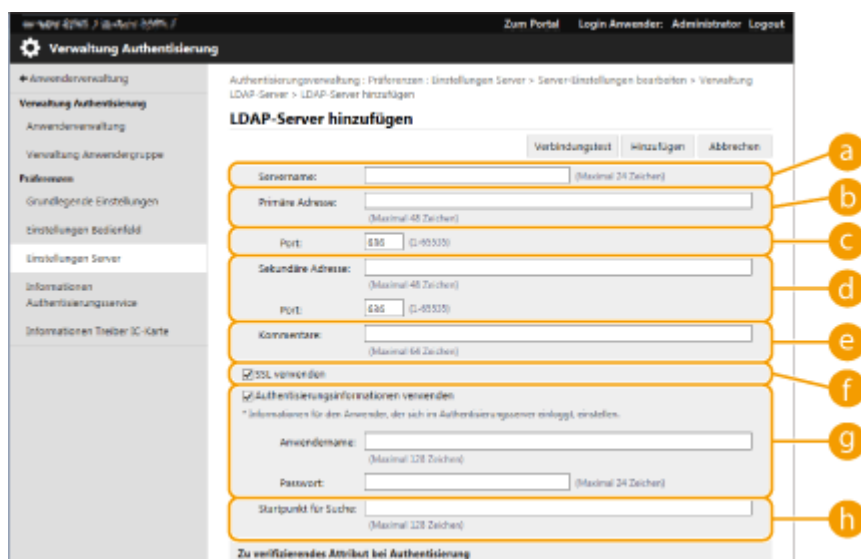 Zum Portal Login Anwender: Administrator Logout
Verwaltung Authentisierung
Anwenderverwaltung
Verwaltung Authentisierung
Anwenderverwaltung
Verwaltung Anwendergruppe
Präferenzen
Grundlegende Einstellungen
Einstellungen Bedienfeld
Einstellungen Server
Informationen
Authentisierungsservice
Informationen Treiber IC-Karte
Authentisierungsverwaltung : Präferenzen : Einstellungen Server > Server-Einstellungen bearbeiten > Verwaltung
LDAP-Server > LDAP-Server hinzufügen
LDAP-Server hinzufügen
Verbindungstest Hinzufügen Abbrechen
Servername: (Maximal 24 Zeichen) a
Primäre Adresse: b
(Maximal 48 Zeichen)
Port: 636 (1-65535) c
Sekundäre Adresse:
(Maximal 48 Zeichen) d
Port: 636 (1-65535)
Kommentare: e
(Maximal 64 Zeichen)
SSL verwenden f
Authentisierungsinformationen verwenden
* Informationen für den Anwender, der sich im Authentisierungsserver einloggt, einstellen.
Anwendername: g
(Maximal 128 Zeichen)
Passwort: (Maximal 24 Zeichen)
Startpunkt für Suche: h
(Maximal 128 Zeichen)
Zu verifizierendes Attribut bei Authentisierung